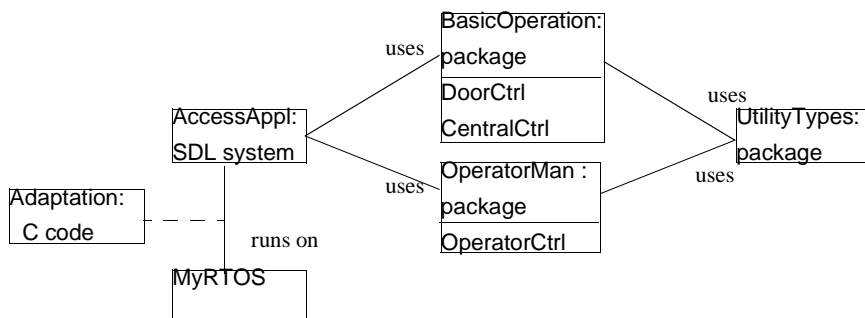 BasicOperation:
package
DoorCtrl
CentralCtrl
uses
uses
AccessAppl:
SDL system
UtilityTypes:
package
uses
OperatorMan :
package
OperatorCtrl
uses
Adaptation:
C code
runs on
MyRTOS